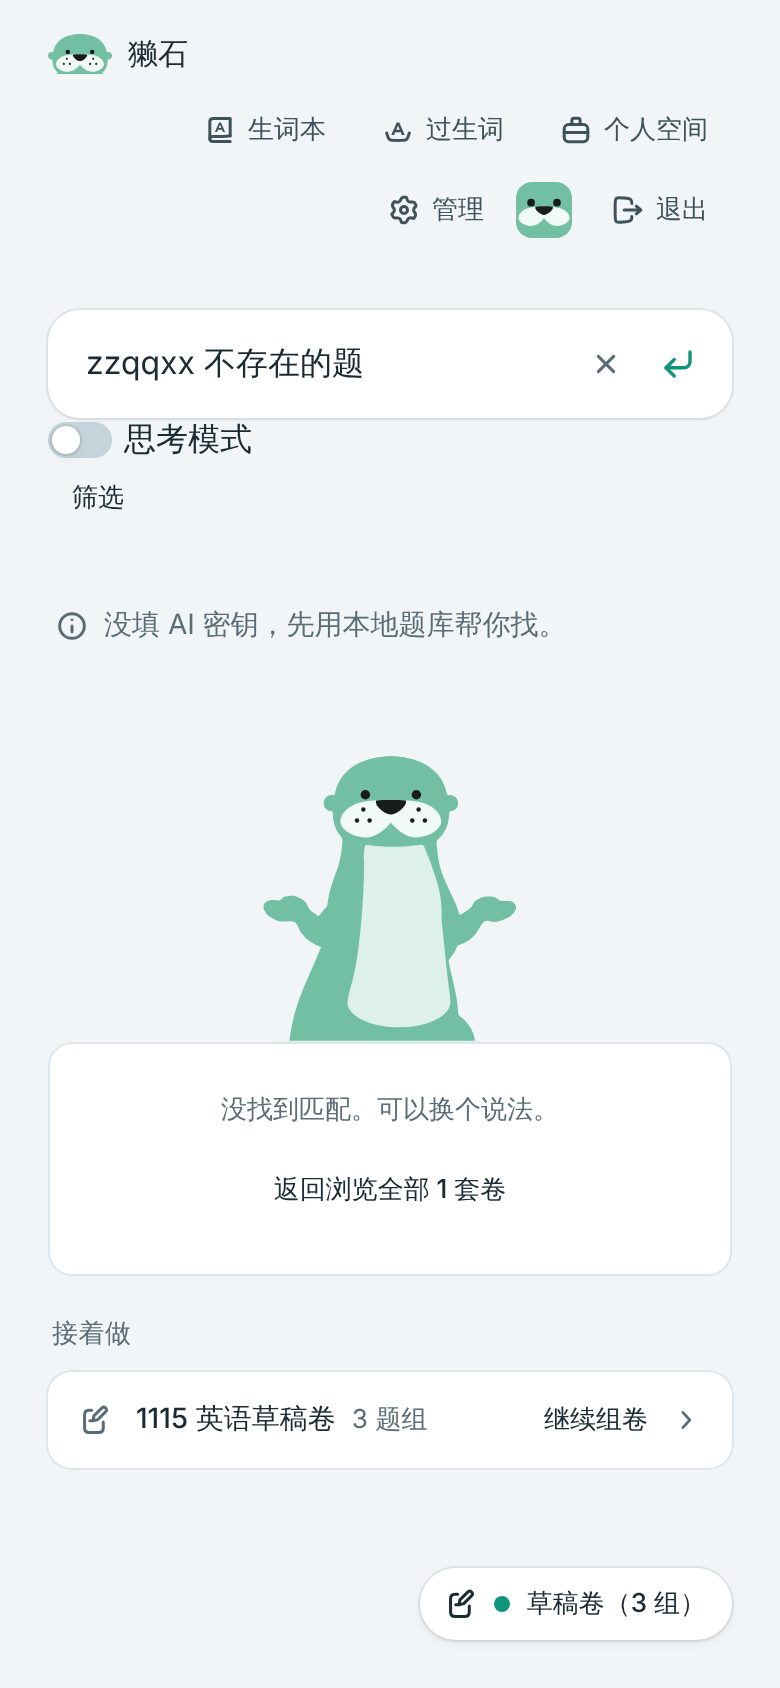 獭石
生词本 过生词 个人空间
管理 退出
zzqqxx 不存在的题
思考模式
筛选
没填 AI 密钥，先用本地题库帮你找。
没找到匹配。可以换个说法。
返回浏览全部 1 套卷
接着做
1115 英语草稿卷 3 题组 继续组卷
草稿卷（3 组）